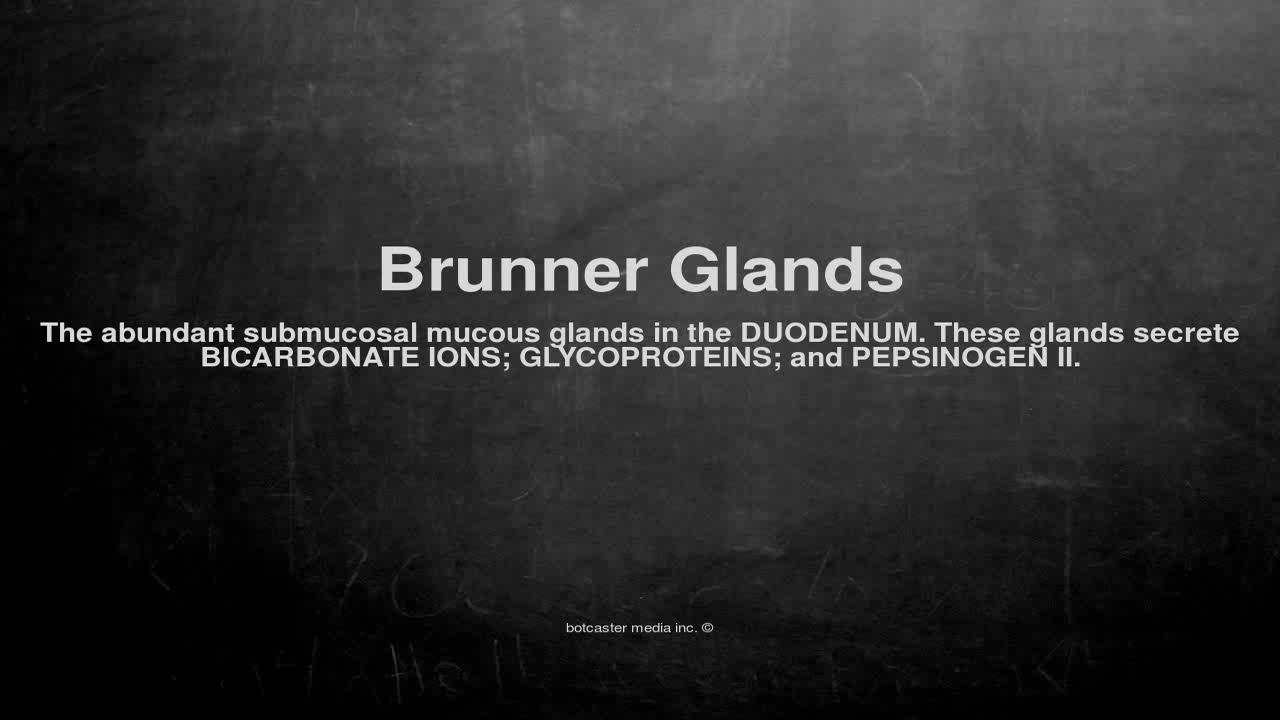 Brunner Glands
The abundant submucosal mucous glands in the DUODENUM. These glands secrete
BICARBONATE IONS; GLYCOPROTEINS; and PEPSINOGEN II.
botcaster media inc. ©